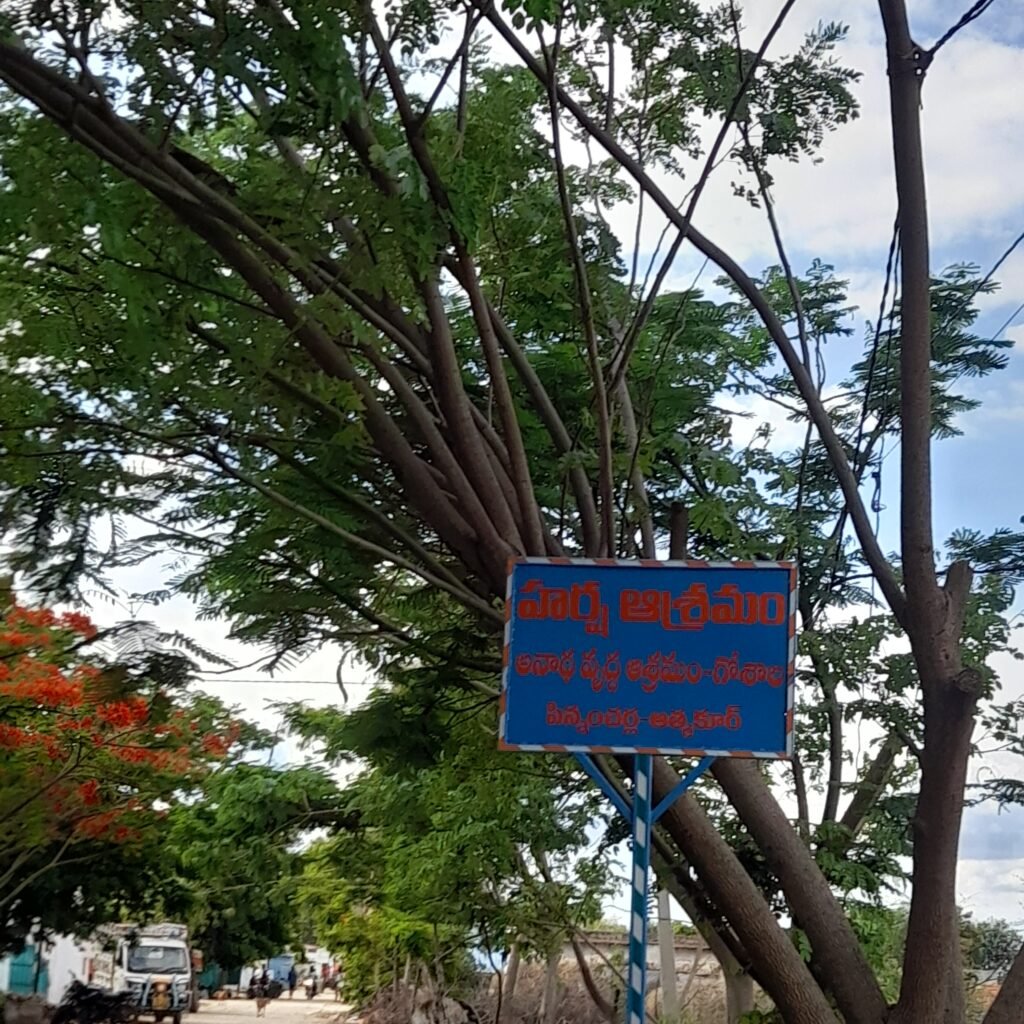 హర్ష ఆశ్రమం
అనాధ వృద్ధ ఆశ్రమం-గోశాల
పిన్నంచర్ల-ఆత్మకూర్